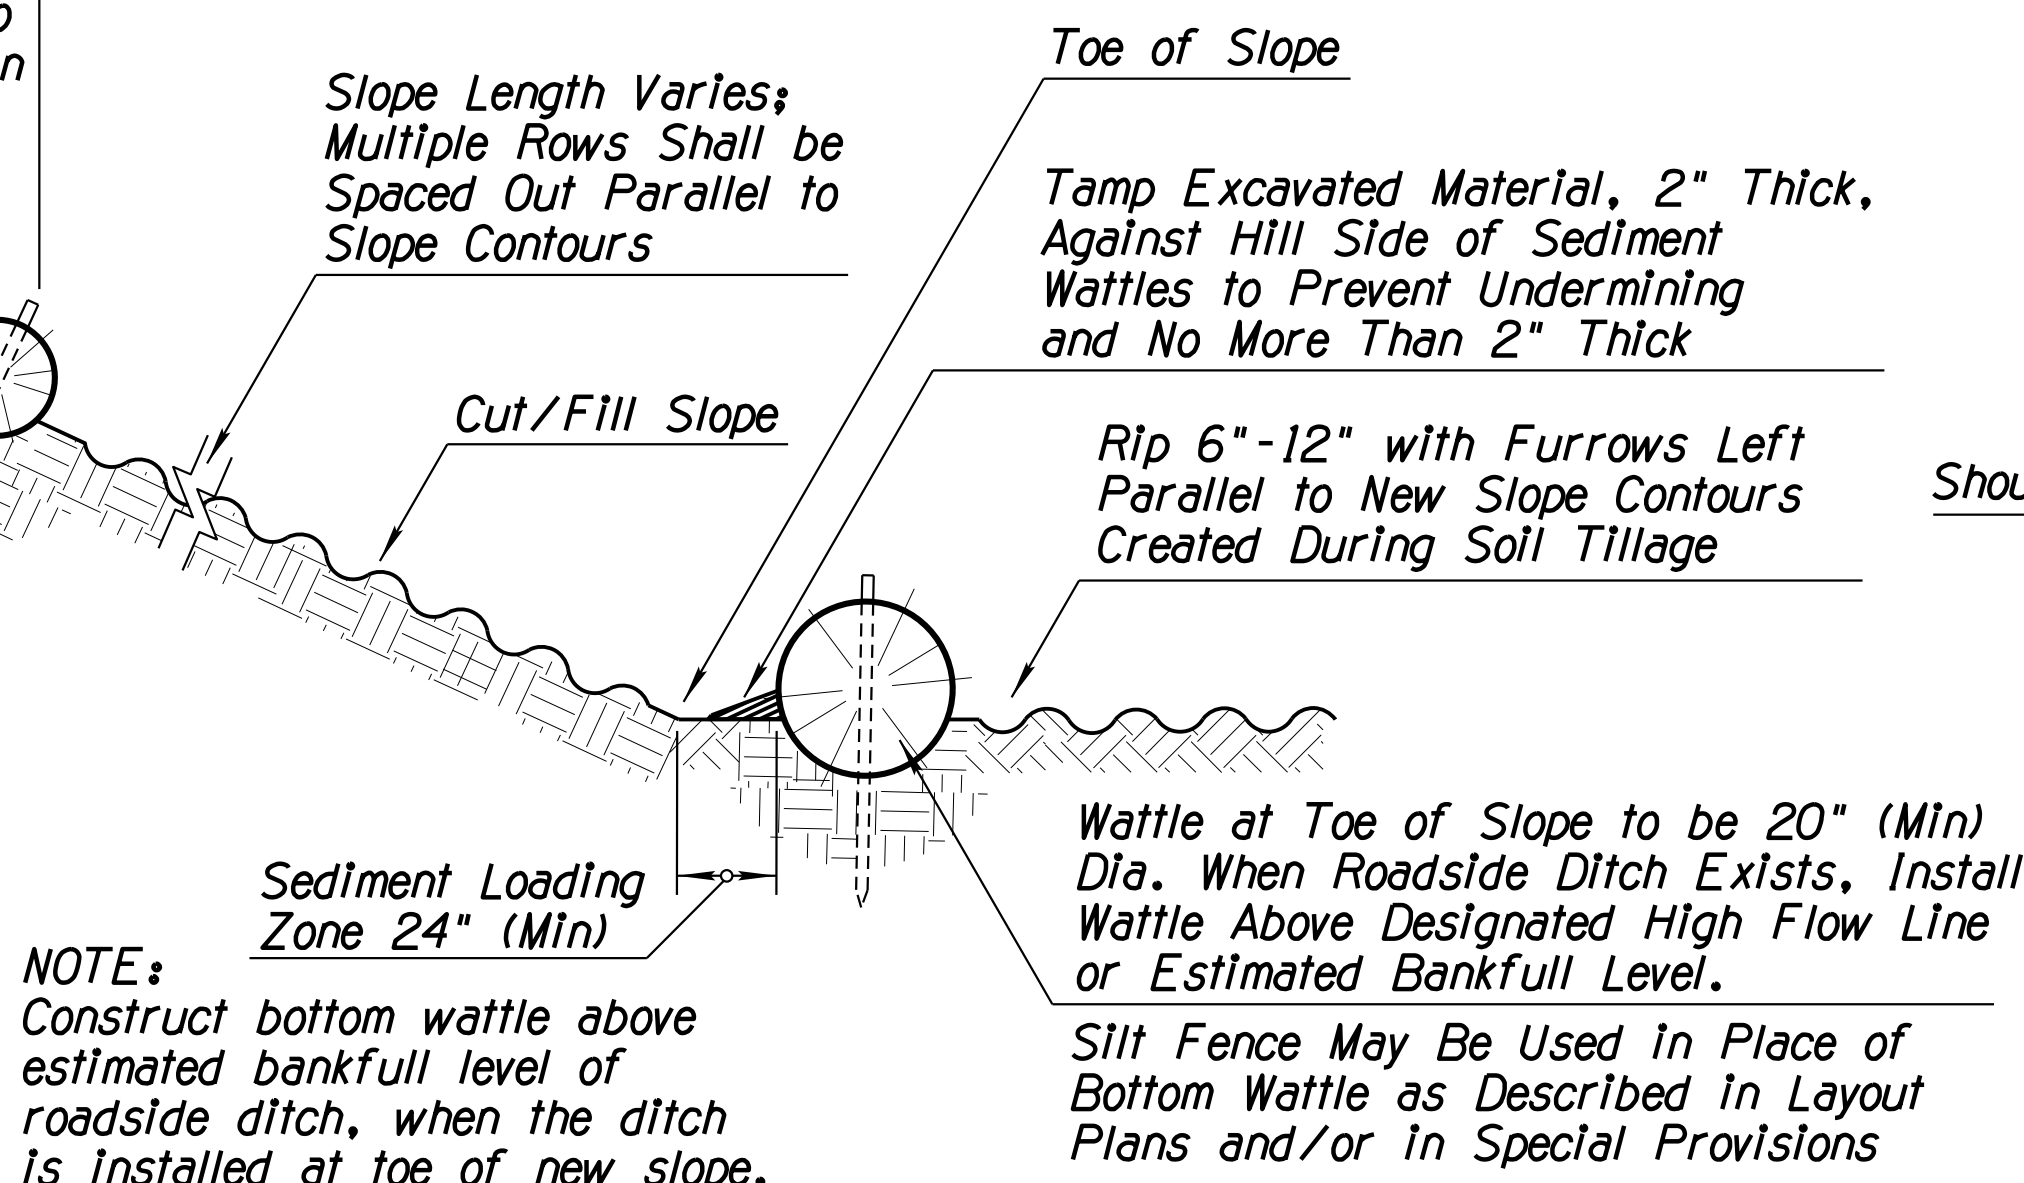 Toe of Slope
Slope Length Varies;
Multiple Rows Shall be
Spaced Out Parallel to
Slope Contours
Tamp Excavated Material, 2" Thick,
Against Hill Side of Sediment
Wattles to Prevent Undermining
and No More Than 2" Thick
Cut/Fill Slope
Rip 6"-12" with Furrows Left
Parallel to New Slope Contours
Created During Soil Tillage
Wattle at Toe of Slope to be 20" (Min)
Dia. When Roadside Ditch Exists, Install
Wattle Above Designated High Flow Line
or Estimated Bankfull Level.
Silt Fence May Be Used in Place of
Bottom Wattle as Described in Layout
Plans and/or in Special Provisions
Sediment Loading
Zone 24" (Min)
NOTE:
Construct bottom wattle above
estimated bankfull level of
roadside ditch, when the ditch
is installed at toe of new slope.